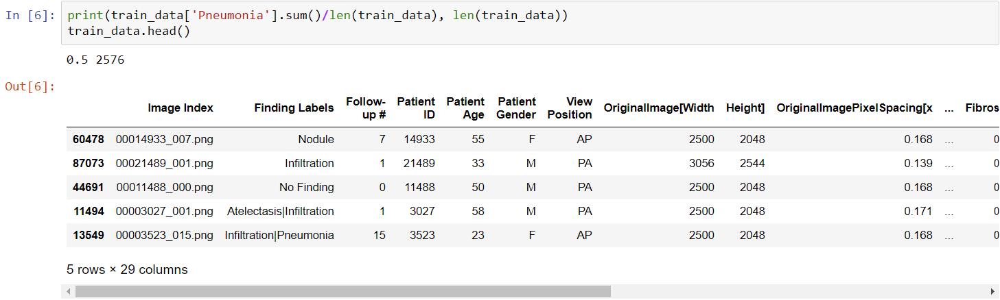 In [6]: print(train_data['Pneumonia'].sum()/len(train_data), len(train_data))
train_data.head()
0.5 2576
Out[6]:
Image Index Finding Labels Follow-up # Patient ID Patient Age Patient Gender View Position OriginalImage[Width Height] OriginalImagePixelSpacing[x ... Fibros
60478 00014933_007.png Nodule 7 14933 55 F AP 2500 2048 0.168 ... 0
87073 00021489_001.png Infiltration 1 21489 33 M PA 3056 2544 0.139 ... 0
44691 00011488_000.png No Finding 0 11488 50 M PA 2500 2048 0.168 ... 0
11494 00003027_001.png Atelectasis|Infiltration 1 3027 58 M PA 2500 2048 0.171 ... 0
13549 00003523_015.png Infiltration|Pneumonia 15 3523 23 F AP 2500 2048 0.168 ... 0
5 rows × 29 columns